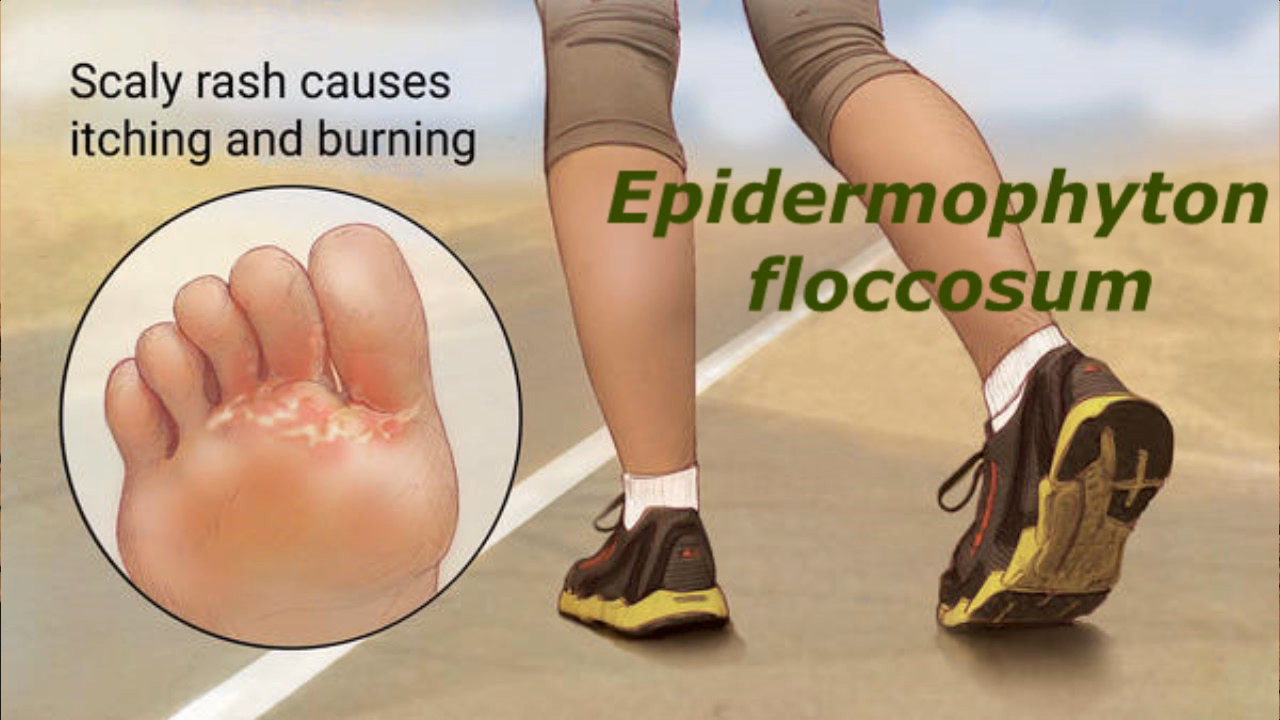 Scaly rash causes
itching and burning
Epidermophyton
floccosum